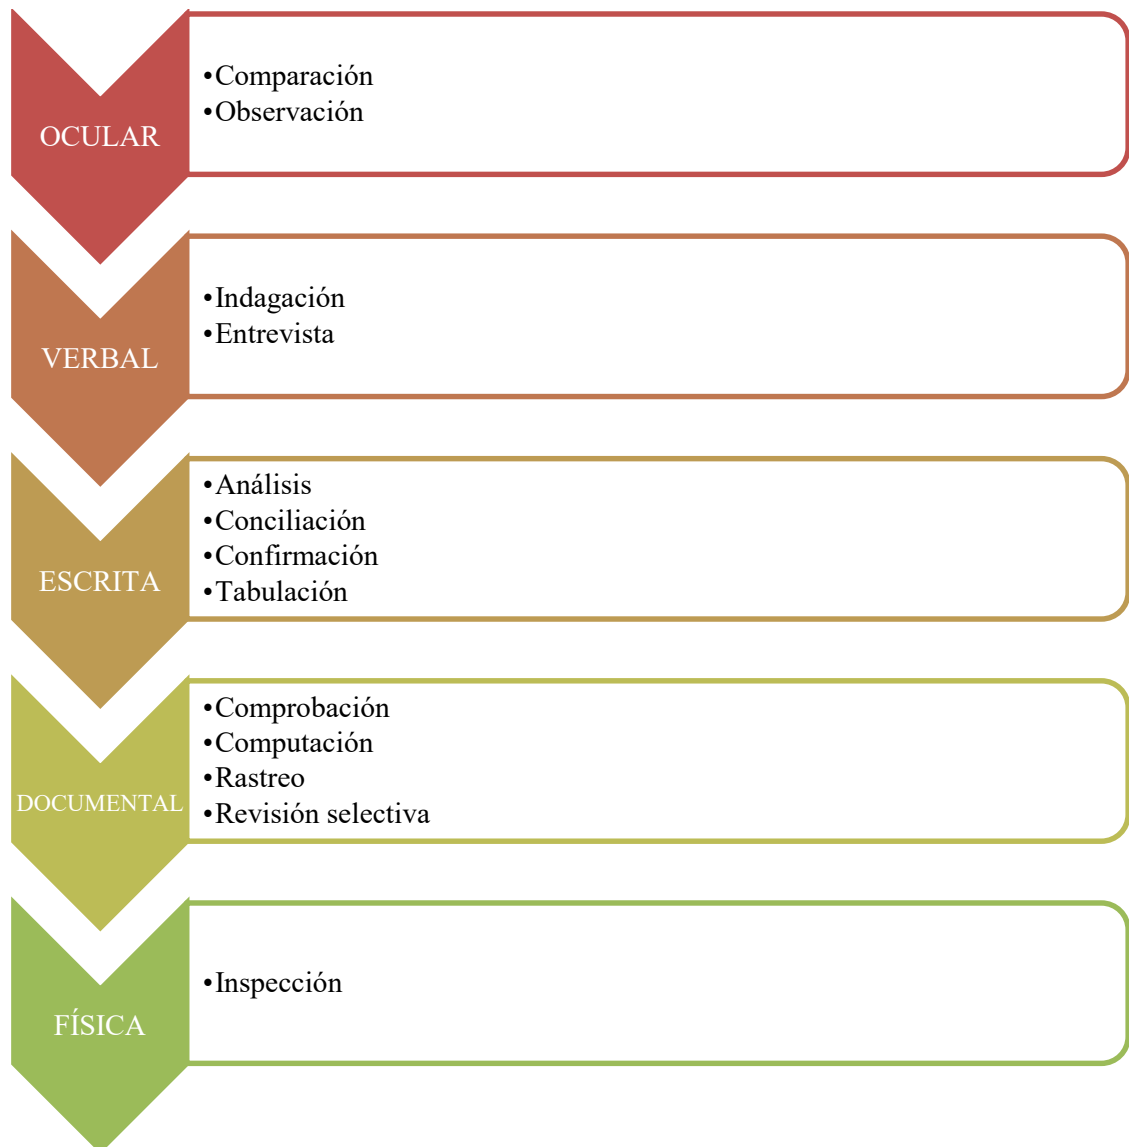 OCULAR
•Comparación
•Observación
VERBAL
•Indagación
•Entrevista
ESCRITA
•Análisis
•Conciliación
•Confirmación
•Tabulación
DOCUMENTAL
•Comprobación
•Computación
•Rastreo
•Revisión selectiva
FÍSICA
•Inspección